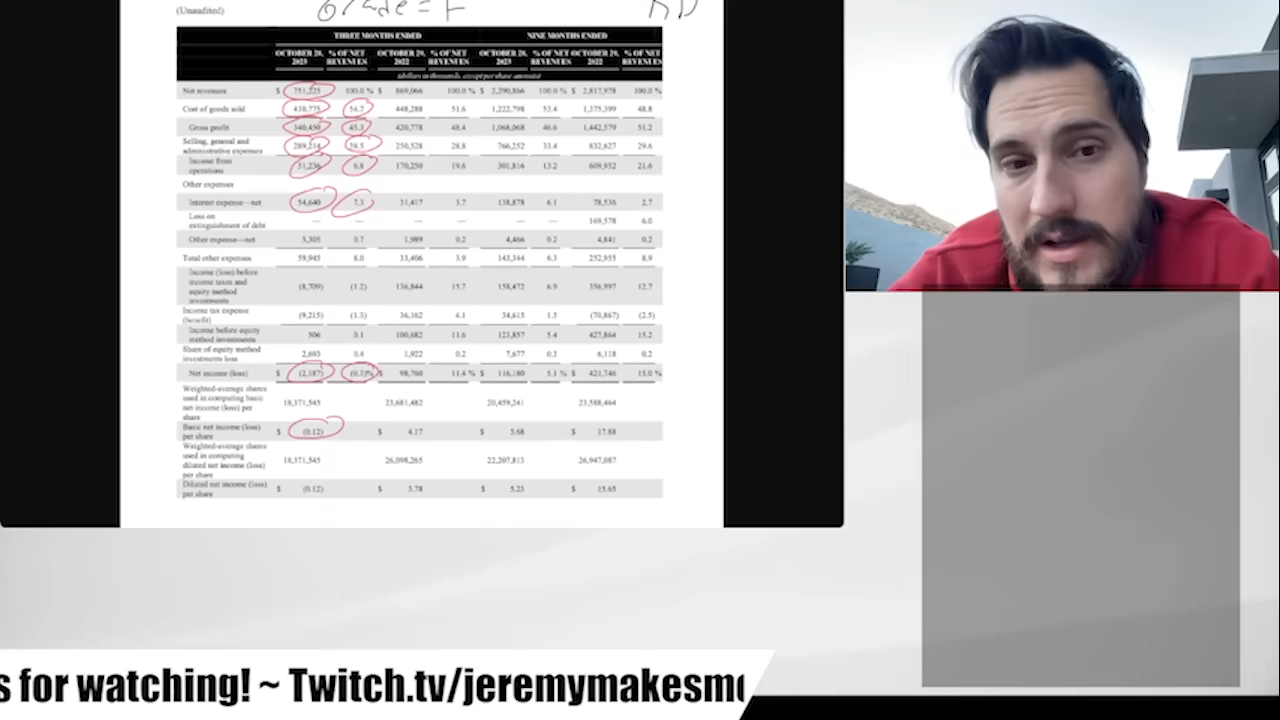 (Unaudited)
Grade = F
RD
THREE MONTHS ENDED NINE MONTHS ENDED
OCTOBER 28, 2023 % OF NET REVENUES OCTOBER 29, 2022 % OF NET REVENUES OCTOBER 28, 2023 % OF NET REVENUES OCTOBER 29, 2022 % OF NET REVENUES
(dollars in thousands, except per share amounts)
Net revenues $ 751,225 100.0 % $ 869,066 100.0 % $ 2,290,866 100.0 % $ 2,817,978 100.0 %
Cost of goods sold 410,775 54.7 448,288 51.6 1,222,798 53.4 1,375,399 48.8
Gross profit 340,450 45.3 420,778 48.4 1,068,068 46.6 1,442,579 51.2
Selling, general and administrative expenses 289,214 38.5 250,528 28.8 766,252 33.4 832,627 29.6
Income from operations 51,236 6.8 170,250 19.6 301,816 13.2 609,952 21.6
Other expenses
Interest expense—net 54,640 7.3 31,417 3.7 138,878 6.1 78,536 2.7
Loss on extinguishment of debt — — — — — — 169,578 6.0
Other expense—net 5,305 0.7 1,989 0.2 4,466 0.2 4,841 0.2
Total other expenses 59,945 8.0 33,406 3.9 143,344 6.3 252,955 8.9
Income (loss) before income taxes and equity method investments (8,709) (1.2) 136,844 15.7 158,472 6.9 356,997 12.7
Income tax expense (benefit) (9,215) (1.3) 36,162 4.1 34,615 1.5 (70,867) (2.5)
Income before equity method investments 506 0.1 100,682 11.6 123,857 5.4 427,864 15.2
Share of equity method investments loss 2,693 0.4 1,922 0.2 7,677 0.3 6,118 0.2
Net income (loss) $ (2,187) (0.3)% $ 98,760 11.4 % $ 116,180 5.1 % $ 421,746 15.0 %
Weighted-average shares used in computing basic net income (loss) per share 18,371,545 23,681,482 20,459,241 23,588,464
Basic net income (loss) per share $ (0.12) $ 4.17 $ 5.68 $ 17.88
Weighted-average shares used in computing diluted net income (loss) per share 18,371,545 26,098,265 22,207,813 26,947,087
Diluted net income (loss) per share $ (0.12) $ 3.78 $ 5.23 $ 15.65
s for watching! ~ Twitch.tv/jeremymakesmo